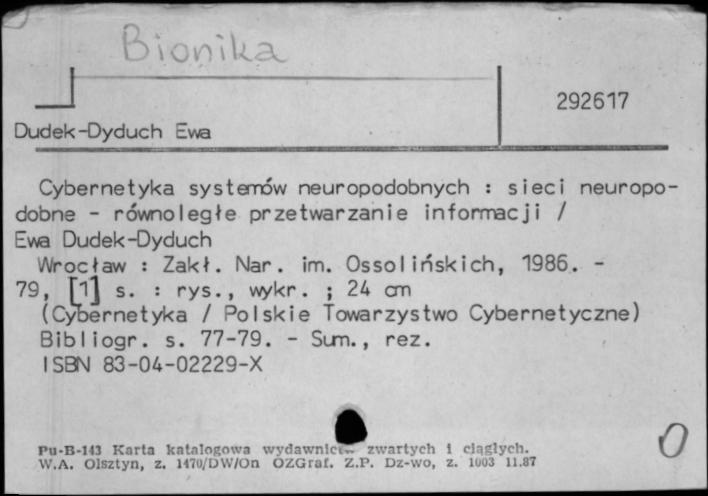 Bionika
292617
Dudek-Dyduch Ewa
Cybernetyka systemów neuropodobnych : sieci neuropo-
dobne - równoległe przetwarzanie informacji /
Ewa Dudek-Dyduch
Wrocław : Zakł. Nar. im. Ossolińskich, 1986. -
79, [1] s. : rys., wykr. ; 24 cm
(Cybernetyka / Polskie Towarzystwo Cybernetyczne)
Bibliogr. s. 77-79. - Sum., rez.
ISBN 83-04-02229-X
Pu-B-143 Karta katalogowa zwartych i ciągłych.
W.A. Olsztyn, z. 1470/DW/On OZGraf. Z.P. Dz-wo, z. 1003 11.87
O